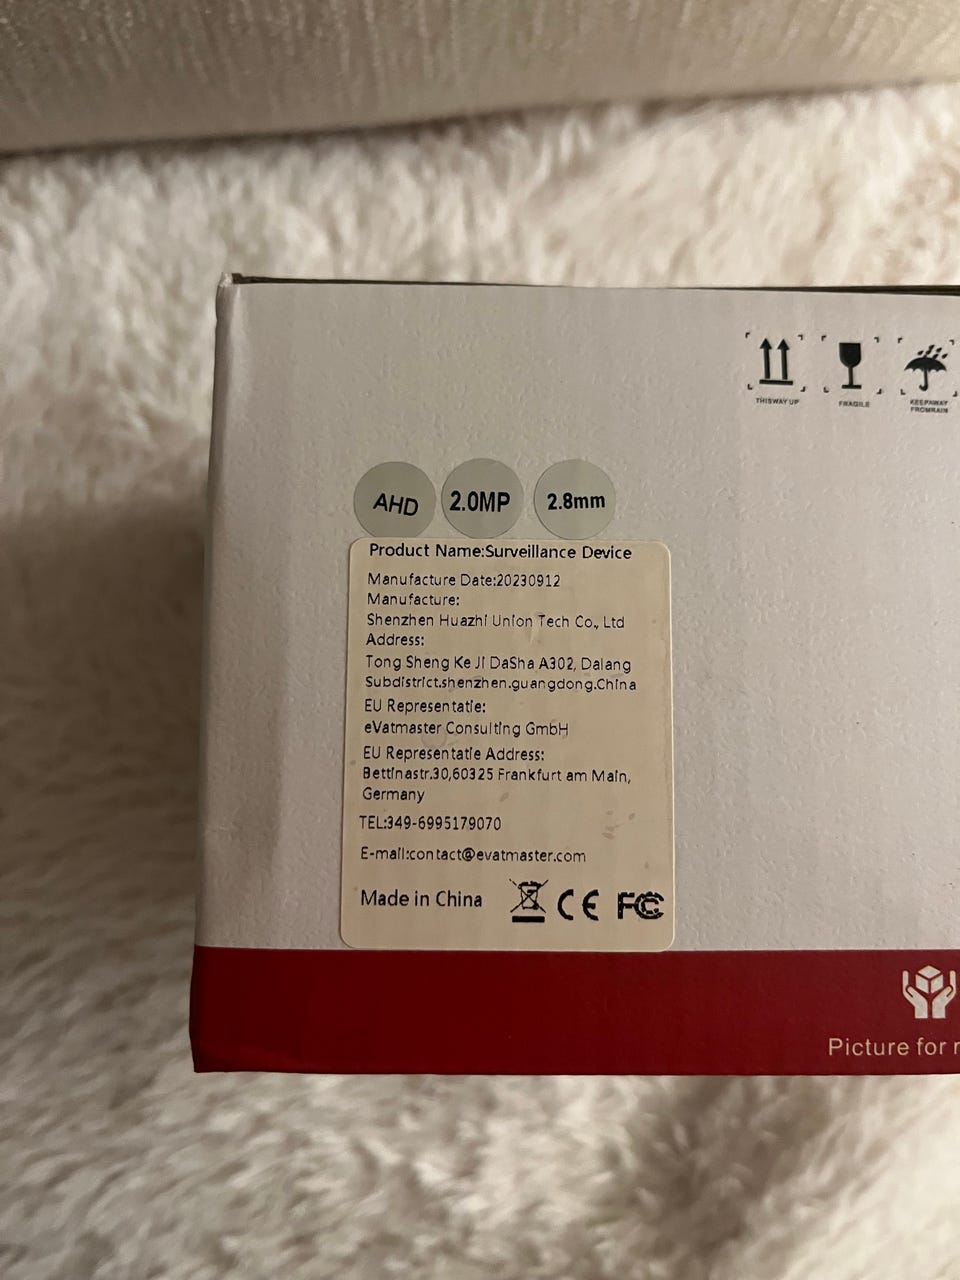 THISWAYUP
FRAGILE
KEEPAWAY
FROMRAIN
AHD
2.0MP
2.8mm
Product Name:Surveillance Device
Manufacture Date:20230912
Manufacture:
Shenzhen Huazhi Union Tech Co., Ltd
Address:
Tong Sheng Ke Ji DaSha A302, Dalang
Subdistrict.shenzhen.guangdong.China
EU Representatie:
eVatmaster Consulting GmbH
EU Representatie Address:
Bettinastr.30,60325 Frankfurt am Main,
Germany
TEL:349-6995179070
E-mail:contact@evatmaster.com
Made in China
CE FC
Picture for